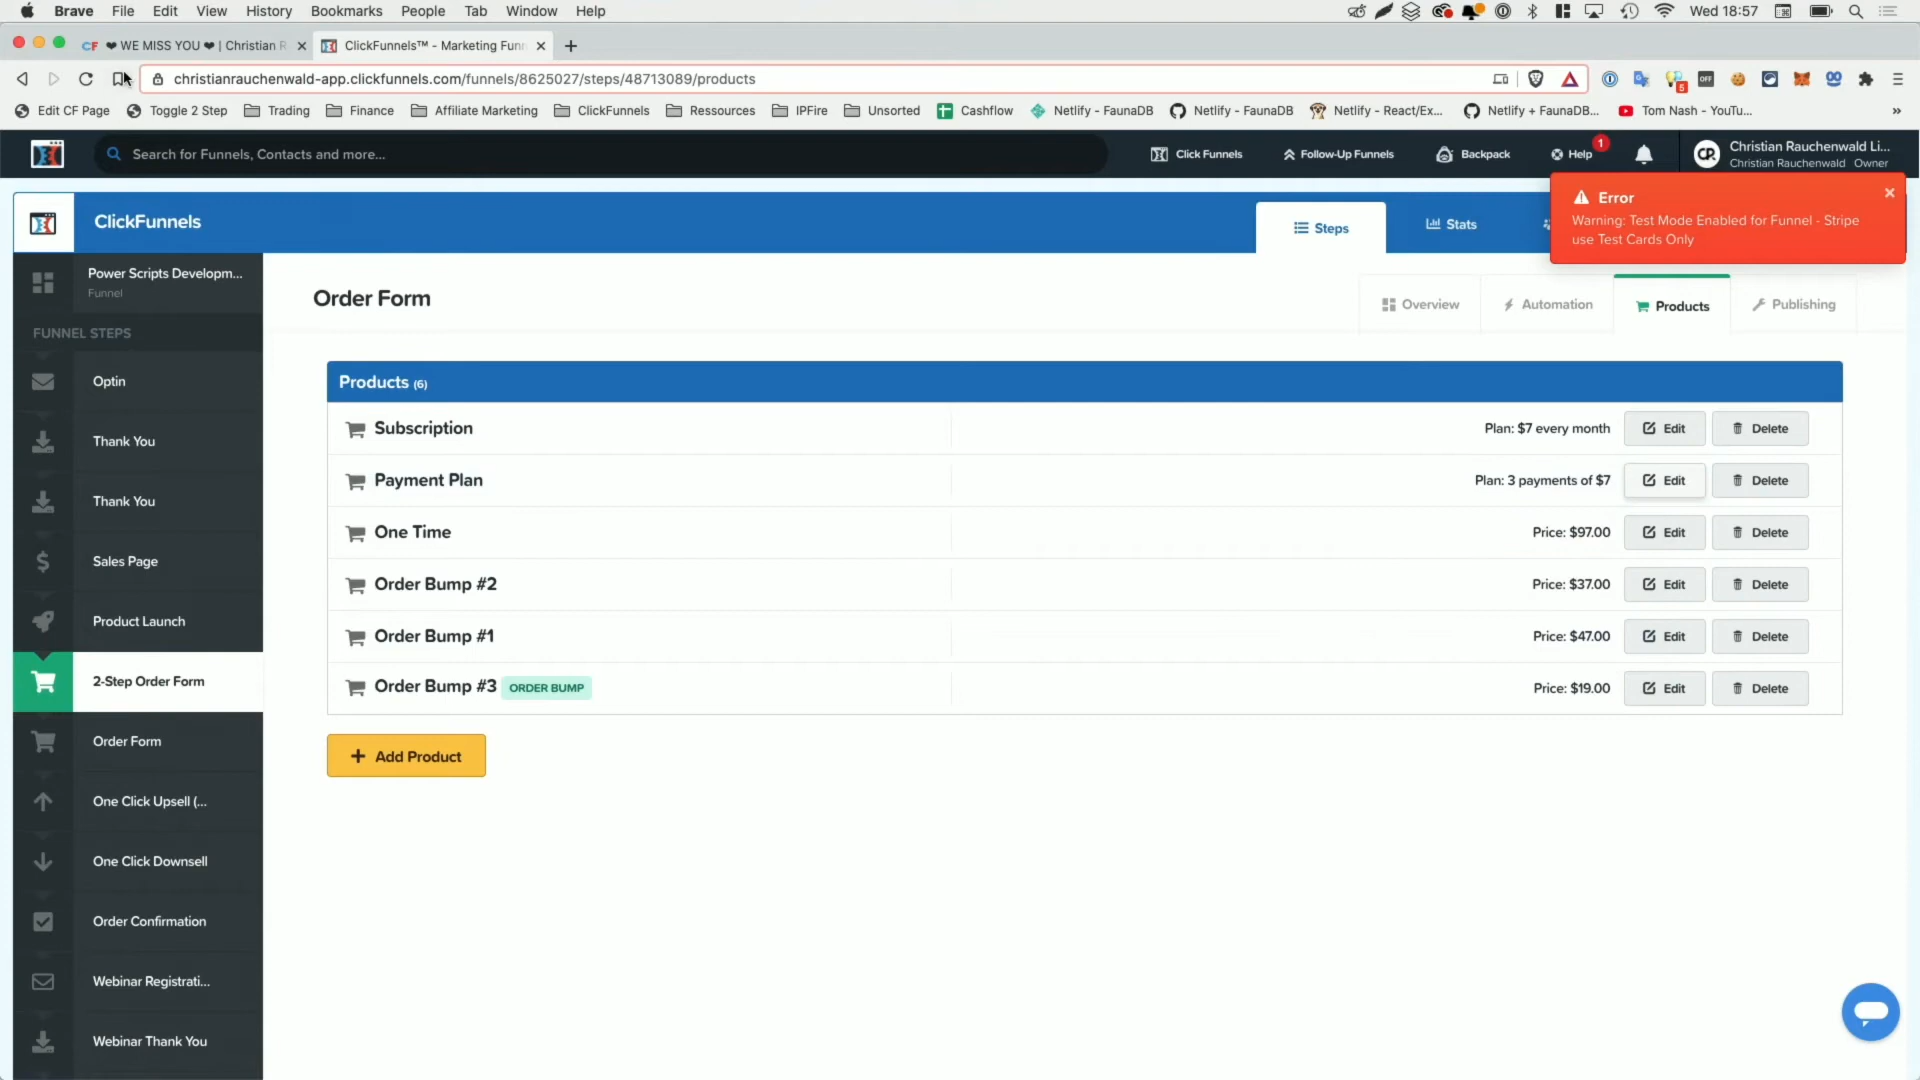 Brave File Edit View History Bookmarks People Tab Window Help
Wed 18:57
CF ❤ WE MISS YOU ❤ | Christian R
ClickFunnels™ - Marketing Funn
christianrauchenwald-app.clickfunnels.com/funnels/8625027/steps/48713089/products
5
OFF
Edit CF Page
Toggle 2 Step
Trading
Finance
Affiliate Marketing
ClickFunnels
Ressources
IPFire
Unsorted
Cashflow
Netlify - FaunaDB
Netlify - FaunaDB
Netlify - React/Ex...
Netlify + FaunaDB...
Tom Nash - YouTu...
»
Search for Funnels, Contacts and more...
Click Funnels
Follow-Up Funnels
Backpack
Help
1
CR
Christian Rauchenwald Li...
Christian Rauchenwald Owner
ClickFunnels
Steps
Stats
Error
Warning: Test Mode Enabled for Funnel - Stripe
use Test Cards Only
Power Scripts Developm...
Funnel
FUNNEL STEPS
Optin
Thank You
Thank You
Sales Page
Product Launch
2-Step Order Form
Order Form
One Click Upsell (...
One Click Downsell
Order Confirmation
Webinar Registrati...
Webinar Thank You
Order Form
Overview
Automation
Products
Publishing
Products (6)
Subscription
Plan: $7 every month
Edit
Delete
Payment Plan
Plan: 3 payments of $7
Edit
Delete
One Time
Price: $97.00
Edit
Delete
Order Bump #2
Price: $37.00
Edit
Delete
Order Bump #1
Price: $47.00
Edit
Delete
Order Bump #3 ORDER BUMP
Price: $19.00
Edit
Delete
+ Add Product